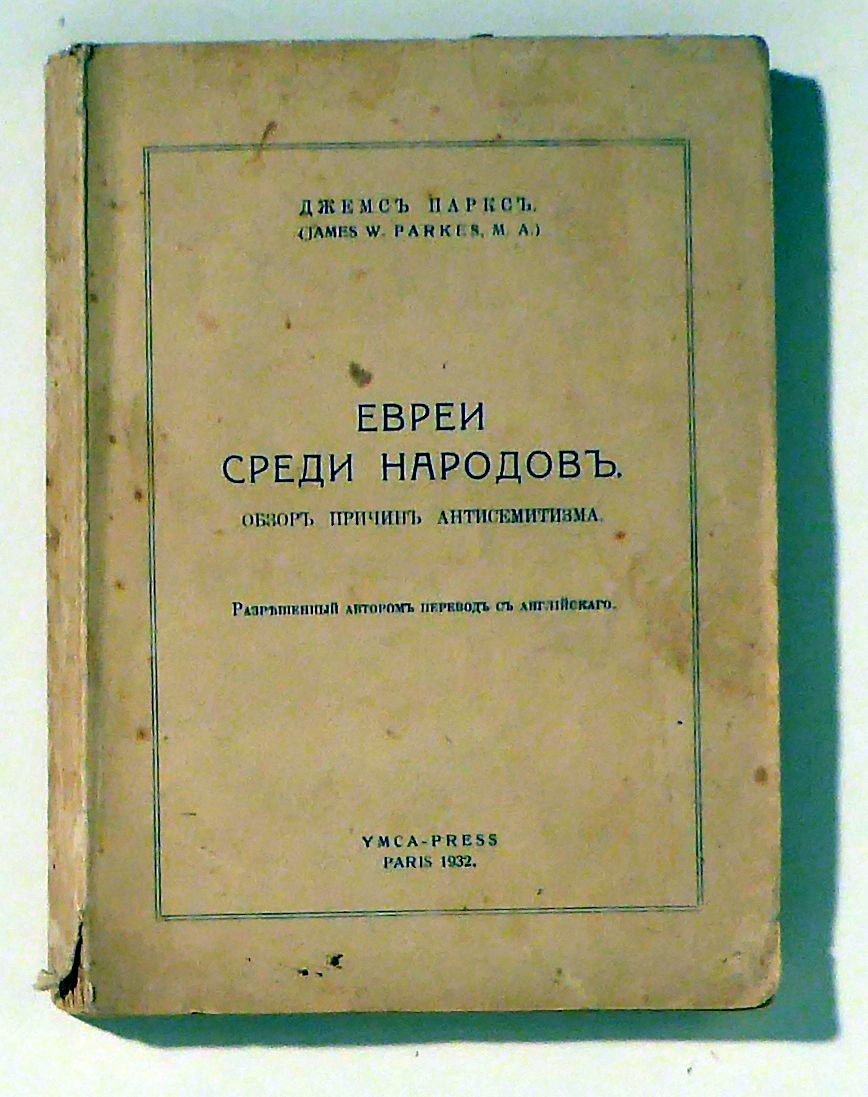 ДЖЕМСЪ ПАРКСЪ.
(JAMES W. PARKES, M. A.)
ЕВРЕИ
СРЕДИ НАРОДОВЪ.
ОБЗОРЪ ПРИЧИНЪ АНТИСЕМИТИЗМА.
Разрѣшенный авторомъ переводъ съ англійскаго.
YMCA-PRESS
PARIS 1932.